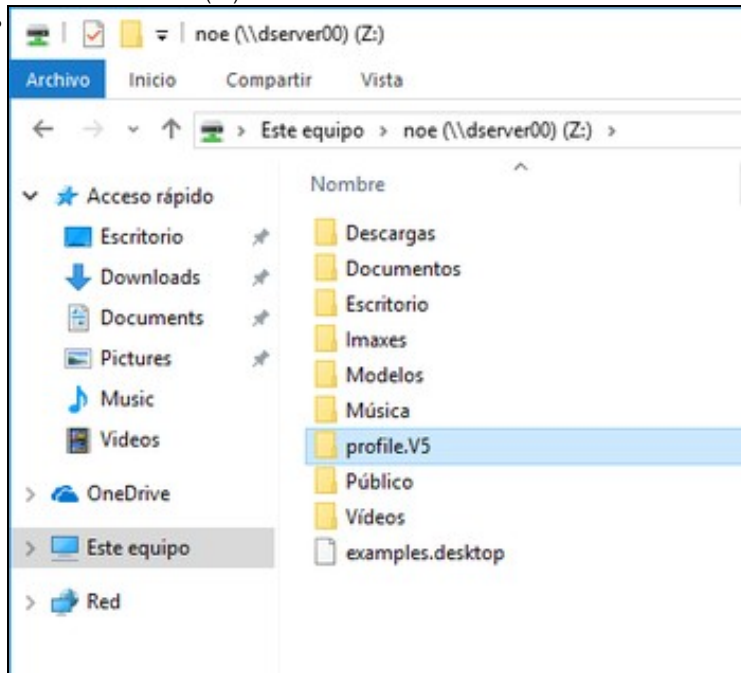 noe (\\dserver00) (Z:)
Archivo Inicio Compartir Vista
Este equipo > noe (\\dserver00) (Z:) >
Acceso rápido
Escritorio
Downloads
Documents
Pictures
Music
Videos
OneDrive
Este equipo
Red
Nombre
Descargas
Documentos
Escritorio
Imaxes
Modelos
Música
profile.V5
Público
Vídeos
examples.desktop